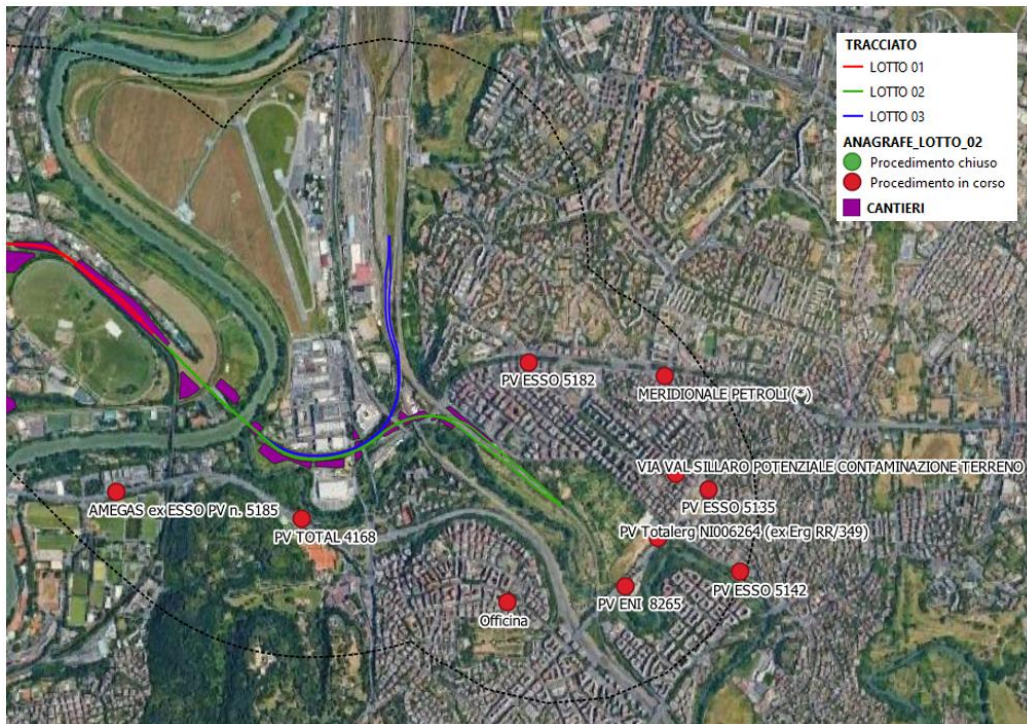 TRACCIATO
LOTTO 01
LOTTO 02
LOTTO 03
ANAGRAFE_LOTTO_02
Procedimento chiuso
Procedimento in corso
CANTIERI
PV ESSO 5182
MERIDIONALE PETROLI (*)
VIA VAL SILLARO POTENZIALE CONTAMINAZIONE TERRENO
PV ESSO 5135
AMEGAS ex ESSO PV n. 5185
PV TOTAL 4168
PV Totalerg NI006264 (ex Erg RR/349)
PV ESSO 5142
PV ENI 8265
Officina